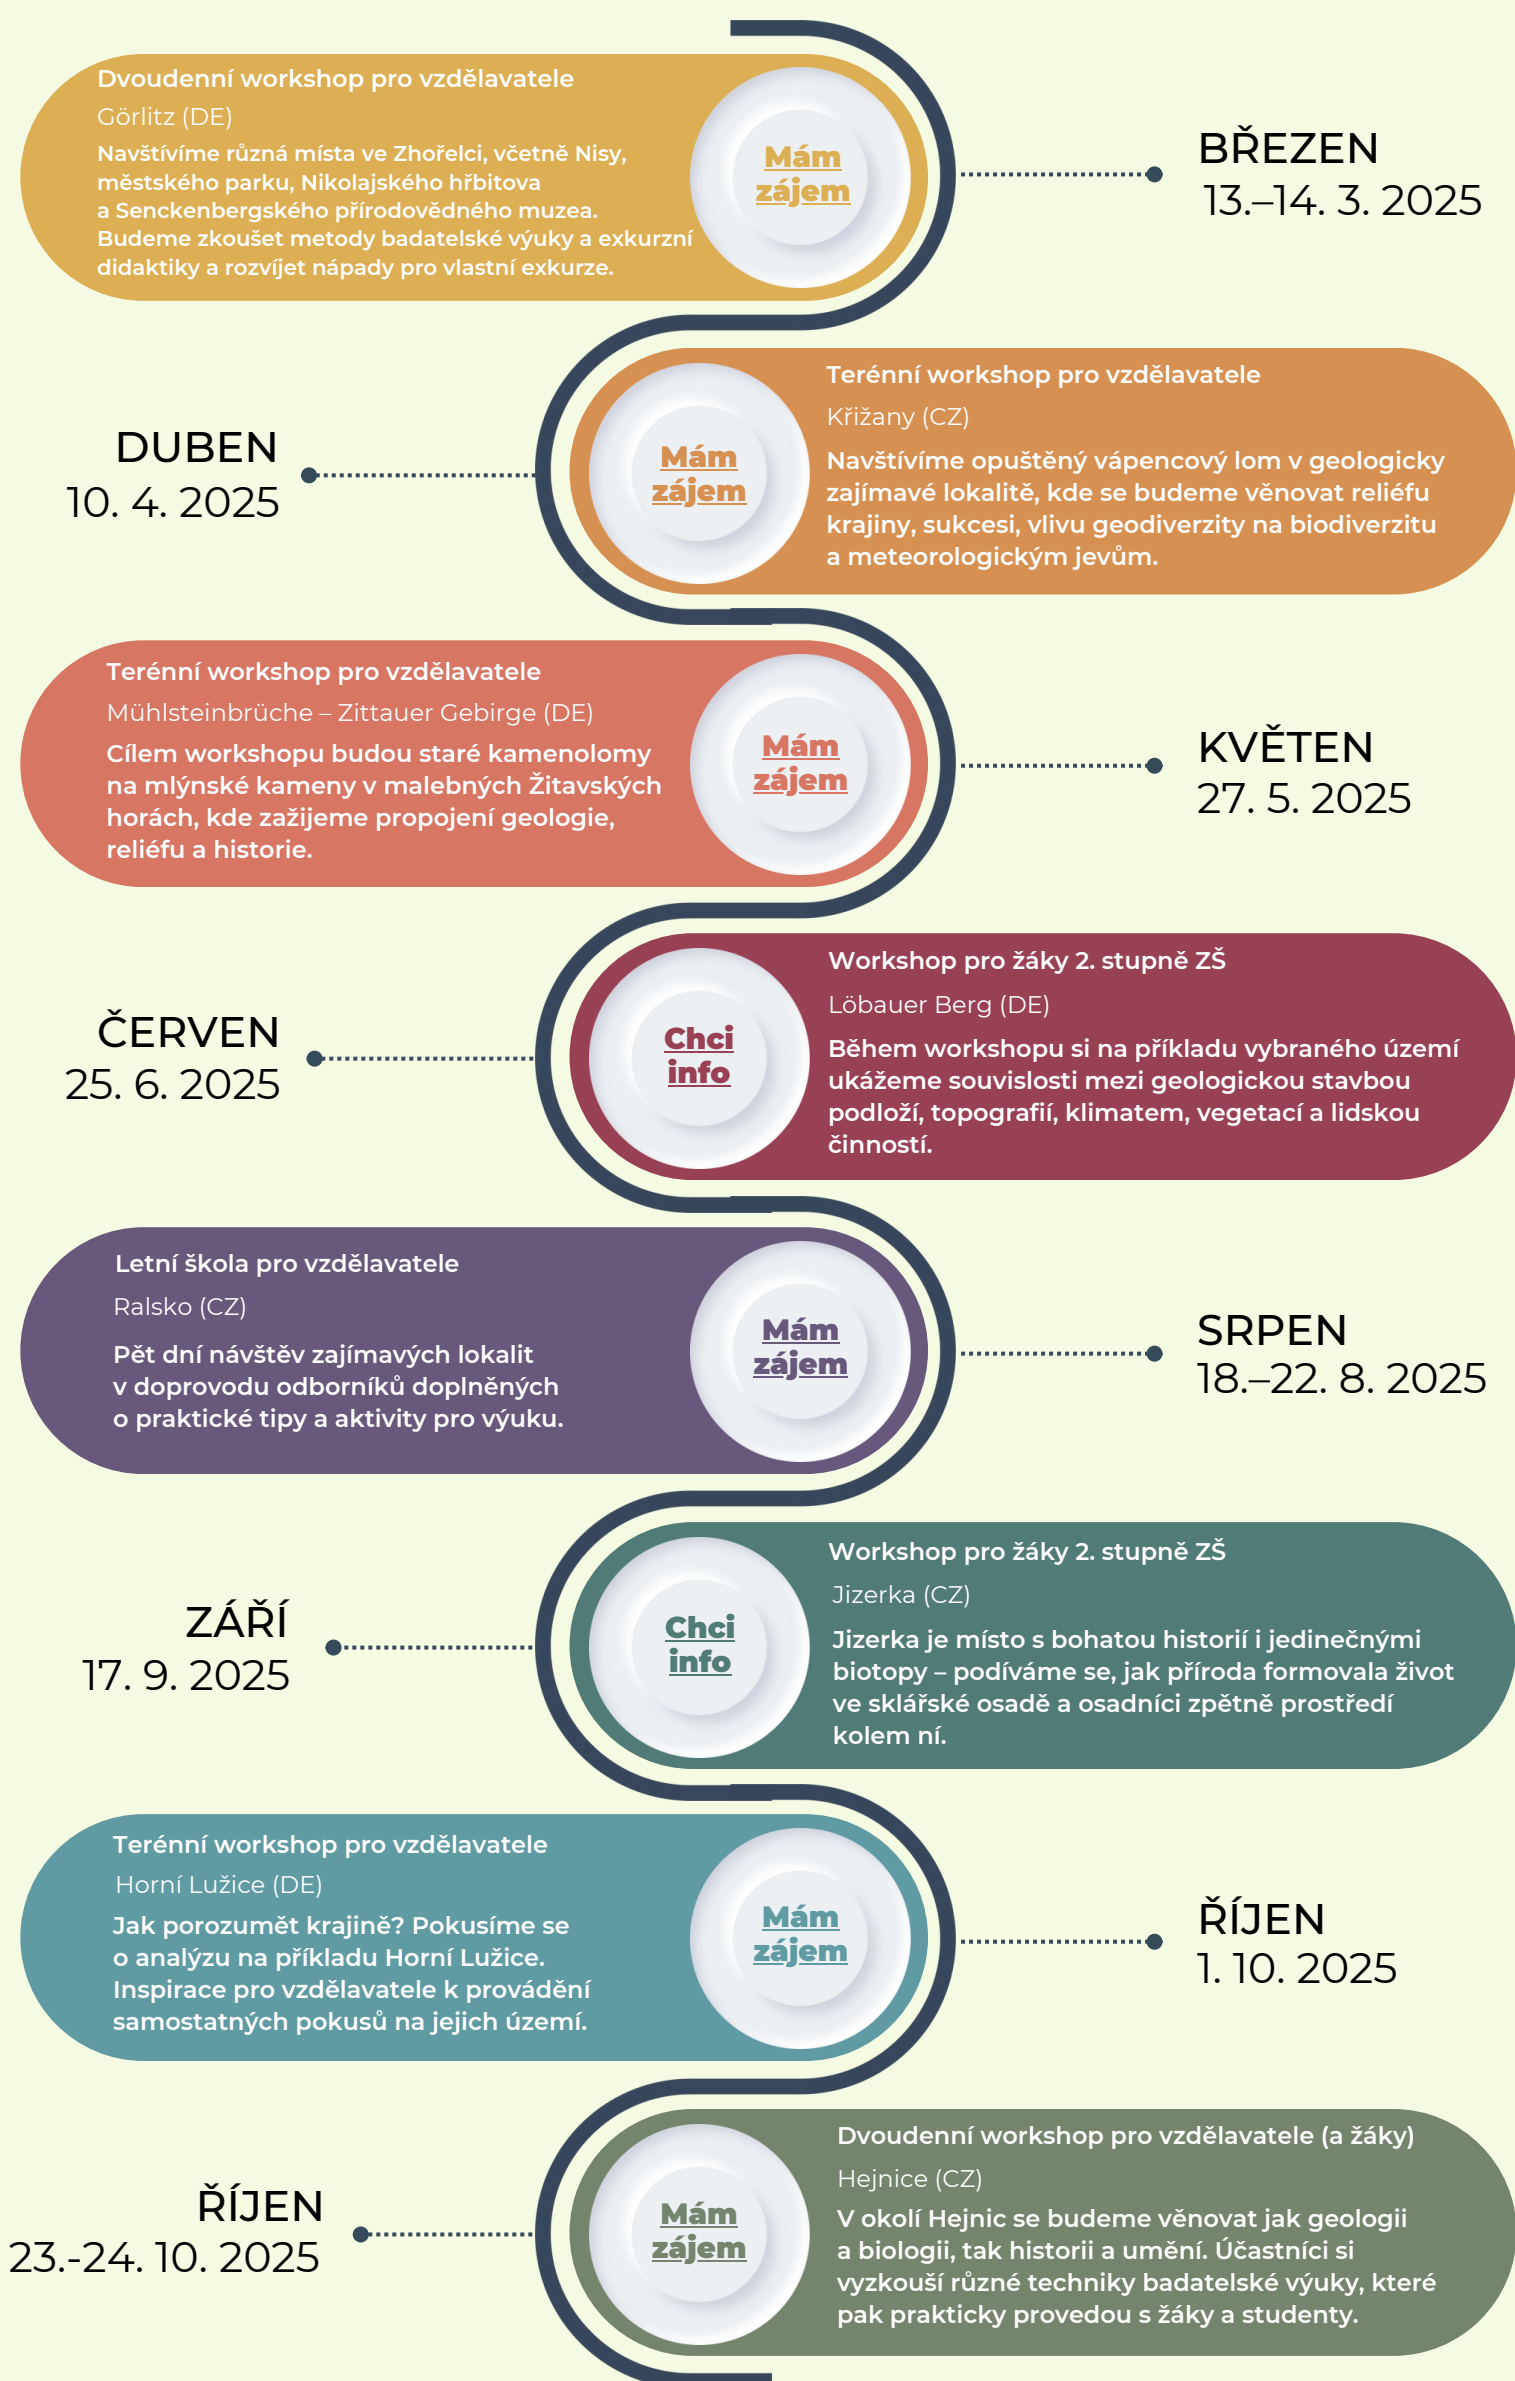 Dvoudenní workshop pro vzdělavatele
Görlitz (DE)
Navštívíme různá místa ve Zhořelci, včetně Nisy,
městského parku, Nikolajského hřbitova
a Senckenbergského přírodovědného muzea.
Budeme zkoušet metody badatelské výuky a exkurzní
didaktiky a rozvíjet nápady pro vlastní exkurze.
Mám
zájem
BŘEZEN
13.–14. 3. 2025
DUBEN
10. 4. 2025
Mám
zájem
Terénní workshop pro vzdělavatele
Křižany (CZ)
Navštívíme opuštěný vápencový lom v geologicky
zajímavé lokalitě, kde se budeme věnovat reliéfu
krajiny, sukcesi, vlivu geodiverzity na biodiverzitu
a meteorologickým jevům.
Terénní workshop pro vzdělavatele
Mühlsteinbrüche – Zittauer Gebirge (DE)
Cílem workshopu budou staré kamenolomy
na mlýnské kameny v malebných Žitavských
horách, kde zažijeme propojení geologie,
reliéfu a historie.
Mám
zájem
KVĚTEN
27. 5. 2025
ČERVEN
25. 6. 2025
Chci
info
Workshop pro žáky 2. stupně ZŠ
Löbauer Berg (DE)
Během workshopu si na příkladu vybraného území
ukážeme souvislosti mezi geologickou stavbou
podloží, topografií, klimatem, vegetací a lidskou
činností.
Letní škola pro vzdělavatele
Ralsko (CZ)
Pět dní návštěv zajímavých lokalit
v doprovodu odborníků doplněných
o praktické tipy a aktivity pro výuku.
Mám
zájem
SRPEN
18.–22. 8. 2025
ZÁŘÍ
17. 9. 2025
Chci
info
Workshop pro žáky 2. stupně ZŠ
Jizerka (CZ)
Jizerka je místo s bohatou historií i jedinečnými
biotopy – podíváme se, jak příroda formovala život
ve sklářské osadě a osadníci zpětně prostředí
kolem ní.
Terénní workshop pro vzdělavatele
Horní Lužice (DE)
Jak porozumět krajině? Pokusíme se
o analýzu na příkladu Horní Lužice.
Inspirace pro vzdělavatele k provádění
samostatných pokusů na jejich území.
Mám
zájem
ŘÍJEN
1. 10. 2025
ŘÍJEN
23.-24. 10. 2025
Mám
zájem
Dvoudenní workshop pro vzdělavatele (a žáky)
Hejnice (CZ)
V okolí Hejnic se budeme věnovat jak geologii
a biologii, tak historii a umění. Účastníci si
vyzkouší různé techniky badatelské výuky, které
pak prakticky provedou s žáky a studenty.